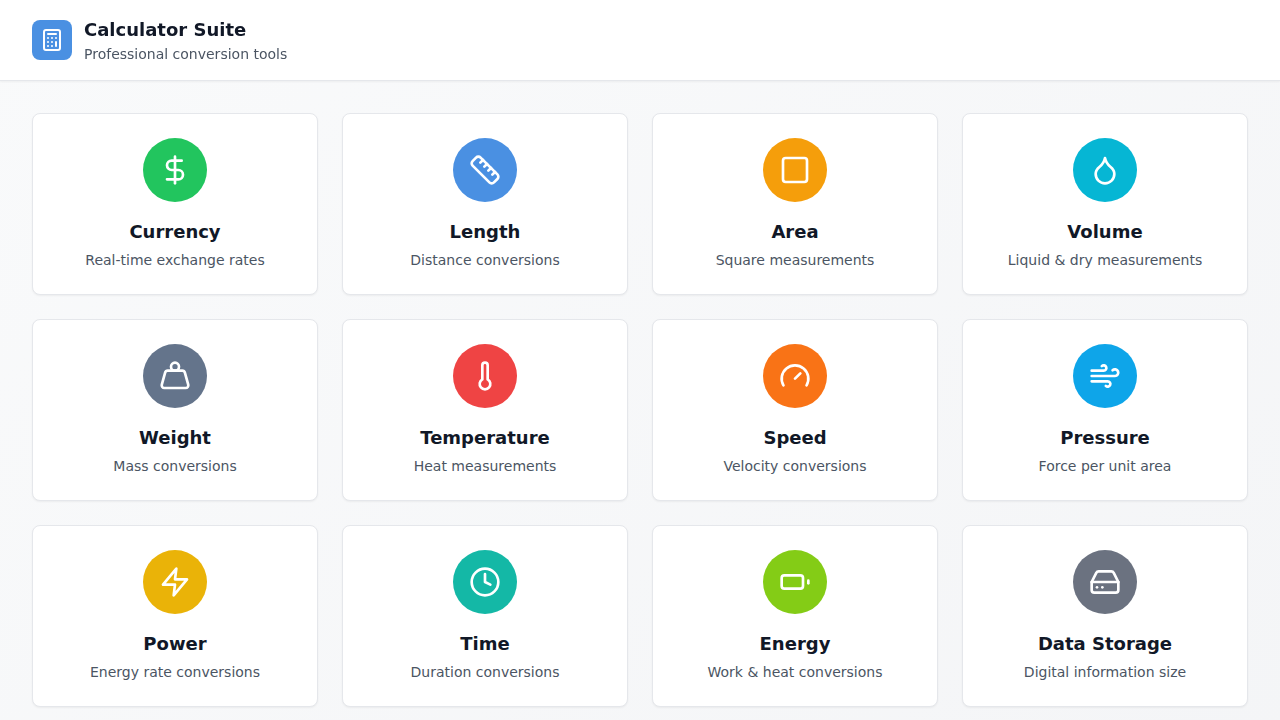 Calculator Suite
Professional conversion tools
Currency
Real-time exchange rates
Length
Distance conversions
Area
Square measurements
Volume
Liquid & dry measurements
Weight
Mass conversions
Temperature
Heat measurements
Speed
Velocity conversions
Pressure
Force per unit area
Power
Energy rate conversions
Time
Duration conversions
Energy
Work & heat conversions
Data Storage
Digital information size